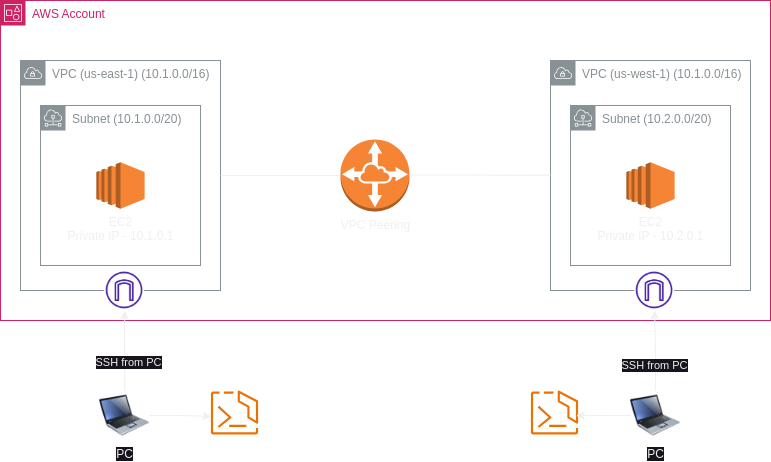 AWS Account
VPC (us-east-1) (10.1.0.0/16)
VPC (us-west-1) (10.1.0.0/16)
Subnet (10.1.0.0/20)
Subnet (10.2.0.0/20)
EC2
Private IP - 10.1.0.1
VPC Peering
EC2
Private IP - 10.2.0.1
SSH from PC
SSH from PC
PC
PC